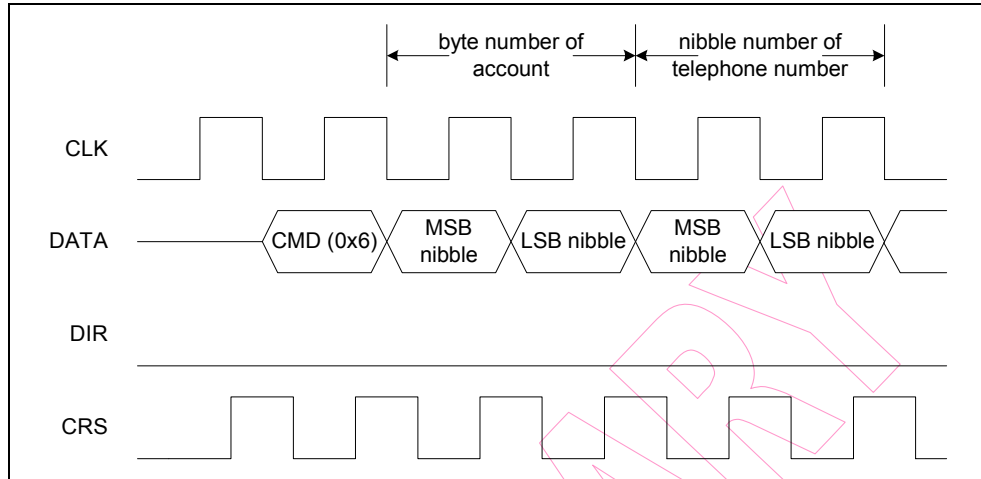 byte number of
account
nibble number of
telephone number
CLK
DATA
CMD (0x6)
MSB
nibble
LSB nibble
MSB
nibble
LSB nibble
DIR
CRS